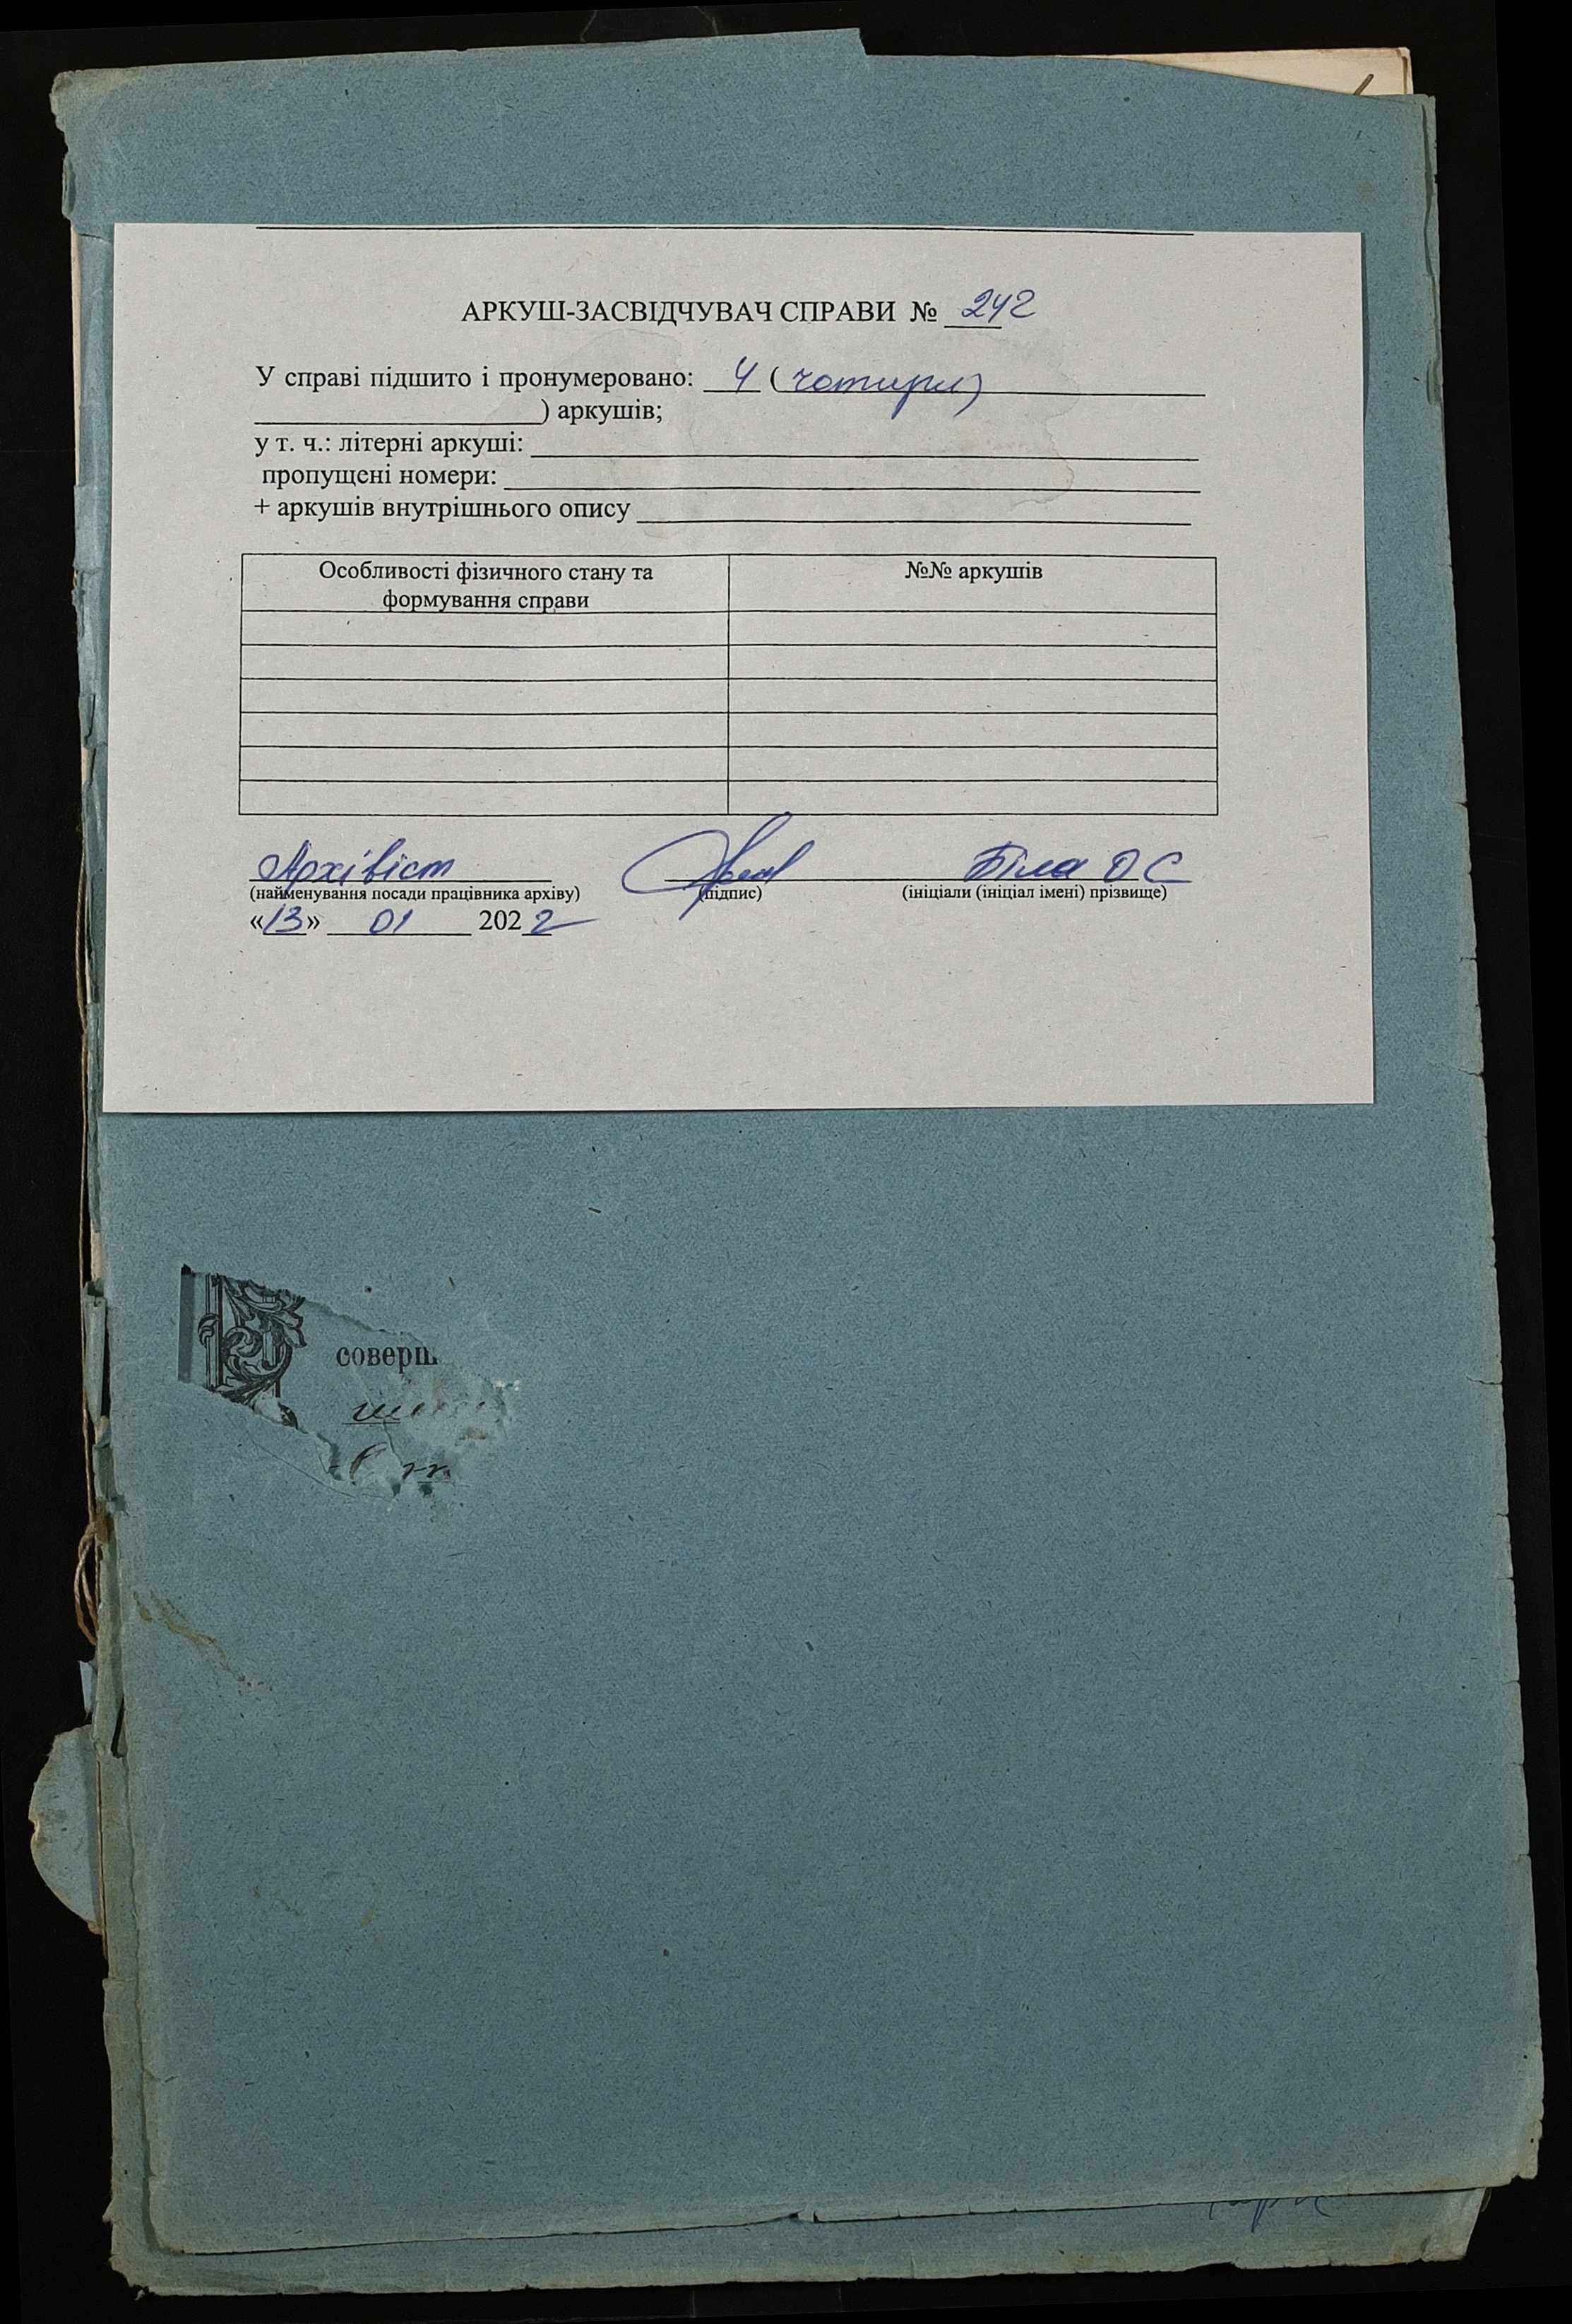 АРКУШ-ЗАСВІДЧУВАЧ СПРАВИ № 242
У справі підшито і пронумеровано: 4 (чотири)
) аркушів;
у т. ч.: літерні аркуші:
пропущені номери:
+ аркушів внутрішнього опису
Особливості фізичного стану та №№ аркушів
формування справи
Архівіст Біла О С
(найменування посади працівника архіву) (підпис) (ініціали (ініціал імені) прізвище)
«13» 01 2022
соверш